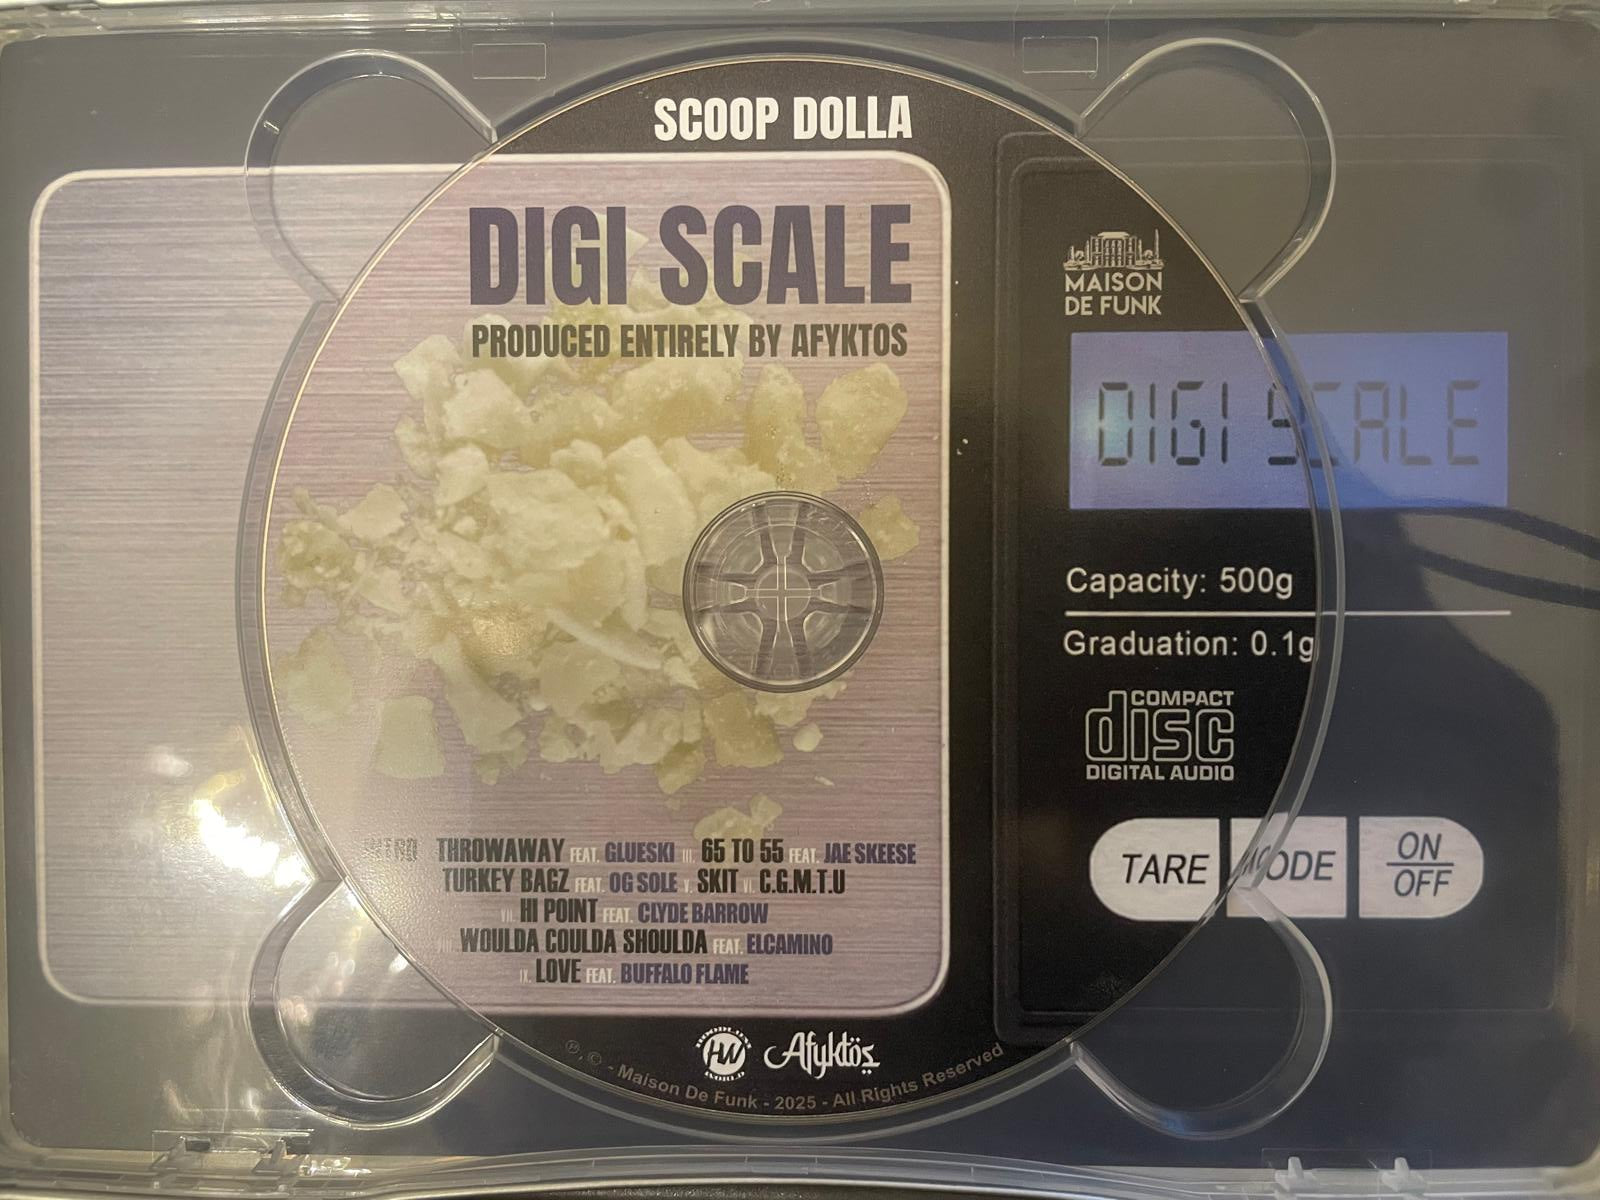 SCOOP DOLLA
DIGI SCALE
PRODUCED ENTIRELY BY AFYKTOS
INTRO THROWAWAY FEAT. GLUESKI III. 65 TO 55 FEAT. JAE SKEESE
TURKEY BAGZ FEAT. OG SOLE V. SKIT VI. C.G.M.T.U
VII. HI POINT FEAT. CLYDE BARROW
WOULDA COULDA SHOULDA FEAT. ELCAMINO
IX. LOVE FEAT. BUFFALO FLAME
HW
Afyktös
℗, © - Maison De Funk - 2025 - All Rights Reserved
MAISON
DE FUNK
DIGI SCALE
Capacity: 500g
Graduation: 0.1g
COMPACT
disc
DIGITAL AUDIO
TARE
MODE
ON
OFF